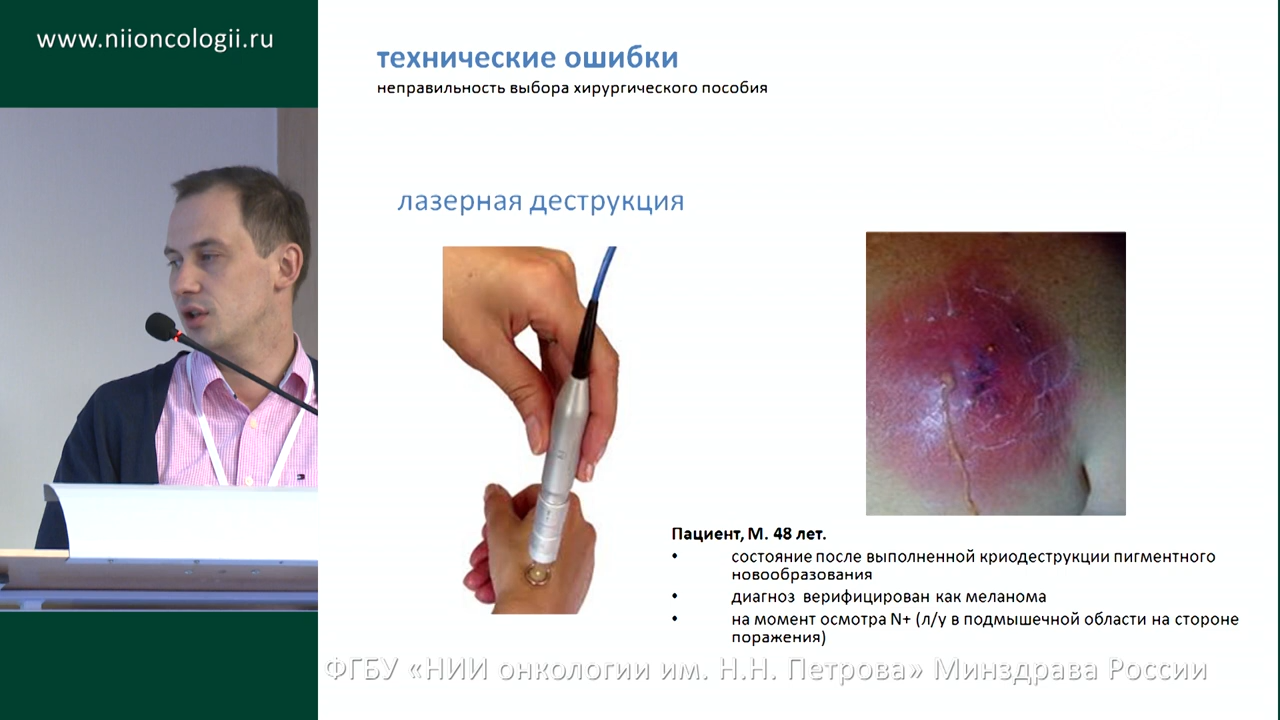 www.niioncologii.ru
технические ошибки
неправильность выбора хирургического пособия
лазерная деструкция
Пациент, М. 48 лет.
• состояние после выполненной криодеструкции пигментного
новообразования
• диагноз верифицирован как меланома
• на момент осмотра N+ (л/у в подмышечной области на стороне
поражения)
ФГБУ «НИИ онкологии им. Н.Н. Петрова» Минздрава России